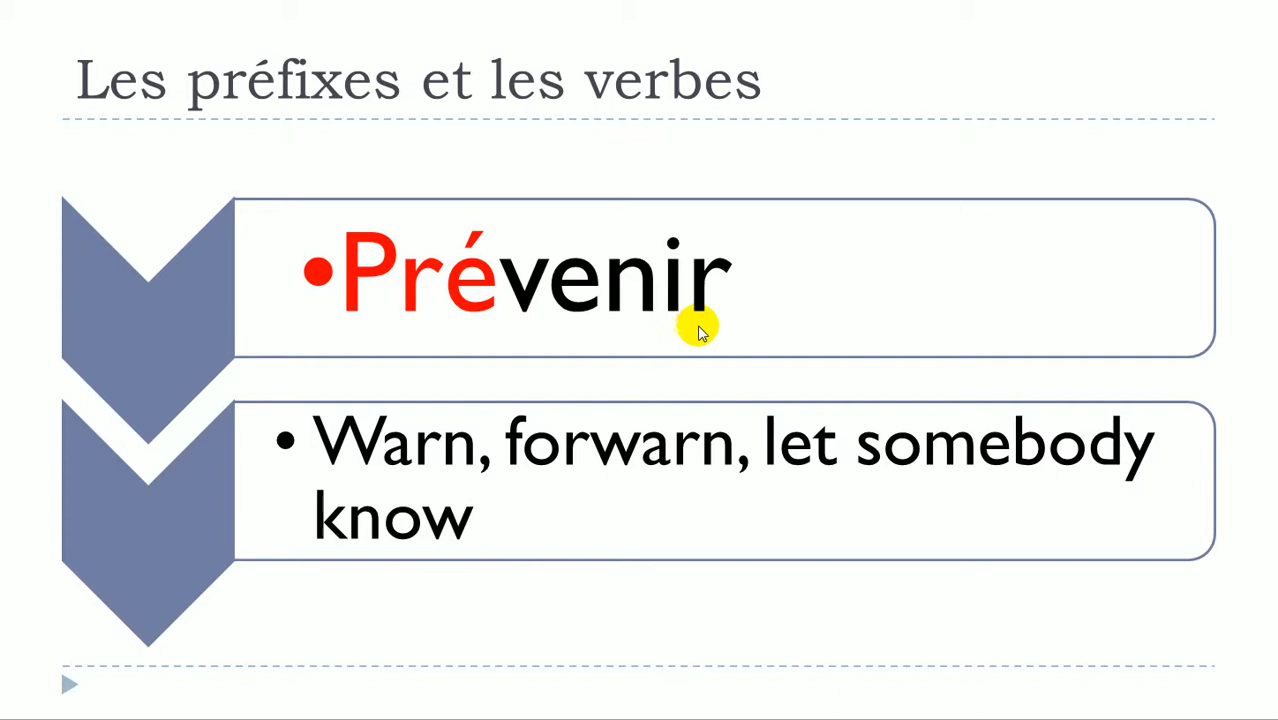 Les préfixes et les verbes
•Prévenir
• Warn, forwarn, let somebody
know